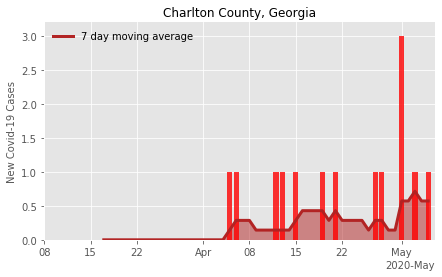 Charlton County, Georgia
7 day moving average
New Covid-19 Cases
3.0
2.5
2.0
1.5
1.0
0.5
0.0
08 15 22 Apr 08 15 22 May
2020-May